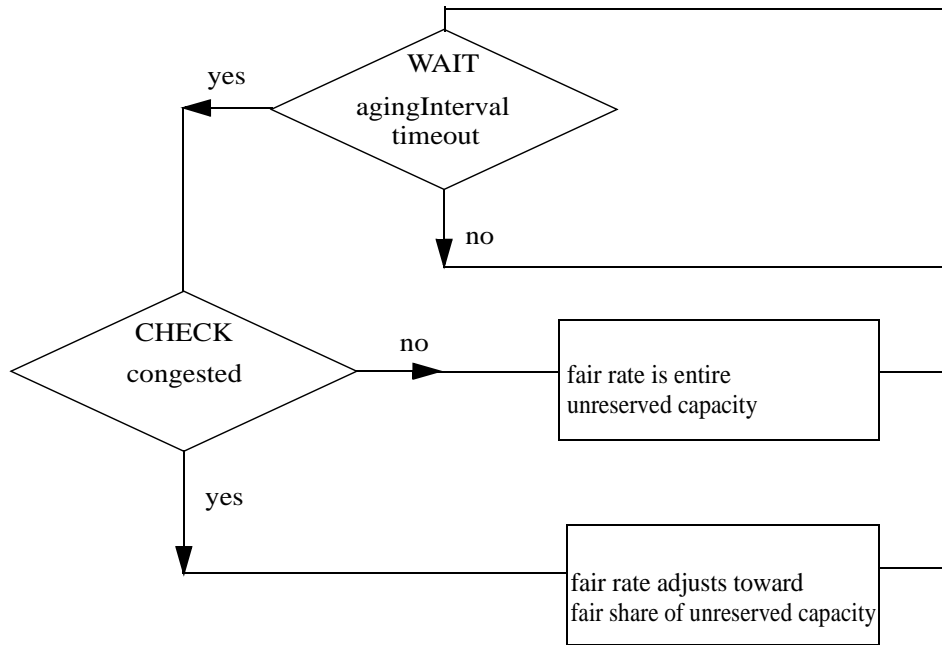 WAIT
yes
agingInterval
timeout
no
CHECK
congested
no
fair rate is entire
unreserved capacity
yes
fair rate adjusts toward
fair share of unreserved capacity